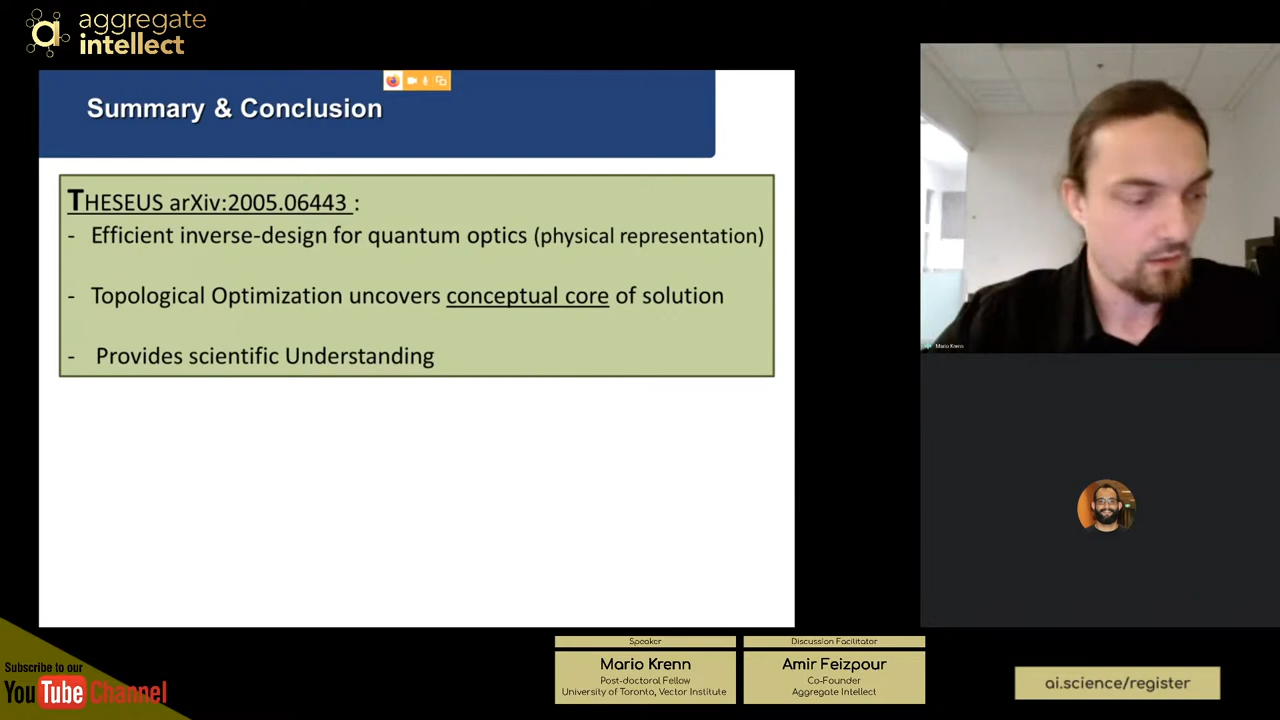 aggregate
intellect
Summary & Conclusion
THESEUS arXiv:2005.06443 :
- Efficient inverse-design for quantum optics (physical representation)
- Topological Optimization uncovers conceptual core of solution
- Provides scientific Understanding
Mario Krenn
Subscribe to our
YouTube Channel
Speaker
Mario Krenn
Post-doctoral Fellow
University of Toronto, Vector Institute
Discussion Facilitator
Amir Feizpour
Co-Founder
Aggregate Intellect
ai.science/register